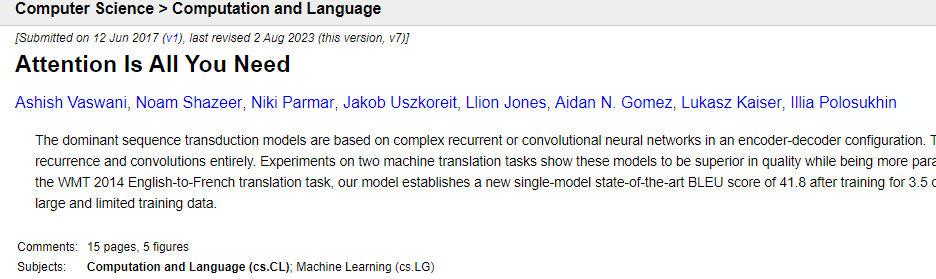 Computer Science > Computation and Language
[Submitted on 12 Jun 2017 (v1), last revised 2 Aug 2023 (this version, v7)]
Attention Is All You Need
Ashish Vaswani, Noam Shazeer, Niki Parmar, Jakob Uszkoreit, Llion Jones, Aidan N. Gomez, Lukasz Kaiser, Illia Polosukhin
The dominant sequence transduction models are based on complex recurrent or convolutional neural networks in an encoder-decoder configuration.
recurrence and convolutions entirely. Experiments on two machine translation tasks show these models to be superior in quality while being more
the WMT 2014 English-to-French translation task, our model establishes a new single-model state-of-the-art BLEU score of 41.8 after training for 3.5
large and limited training data.
Comments: 15 pages, 5 figures
Subjects: Computation and Language (cs.CL); Machine Learning (cs.LG)